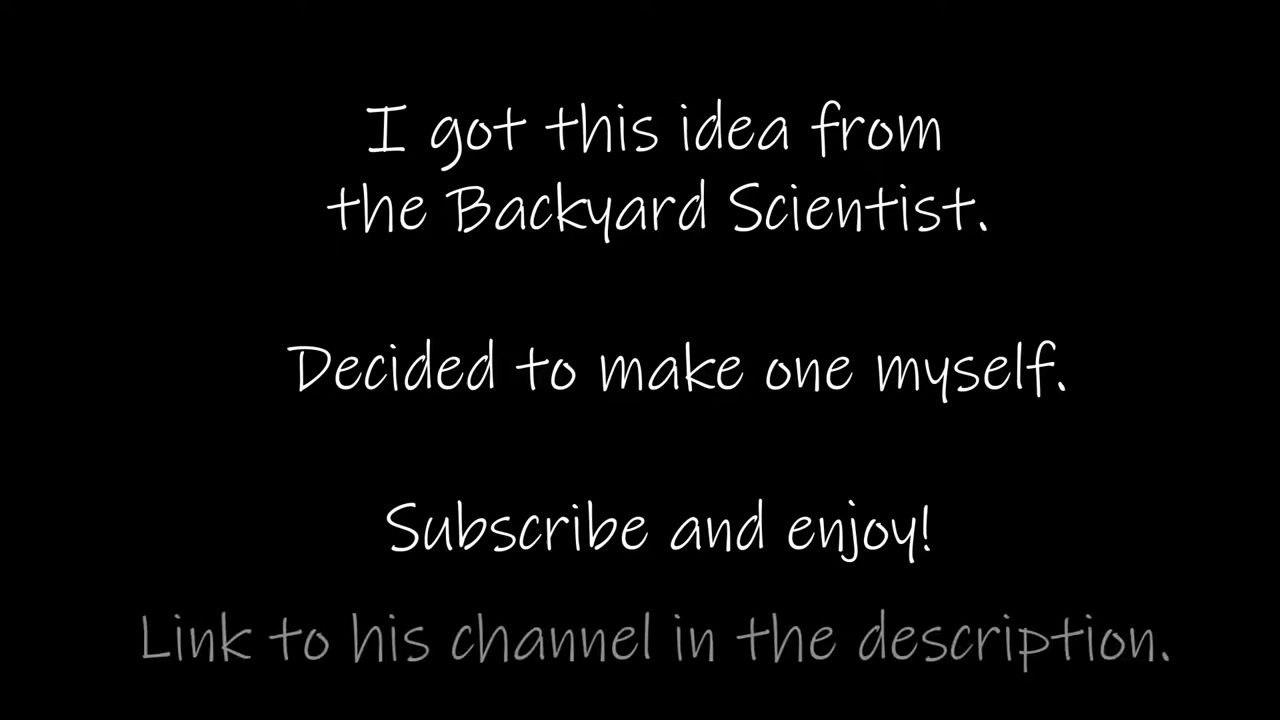 I got this idea from
the Backyard Scientist.
Decided to make one myself.
Subscribe and enjoy!
Link to his channel in the description.